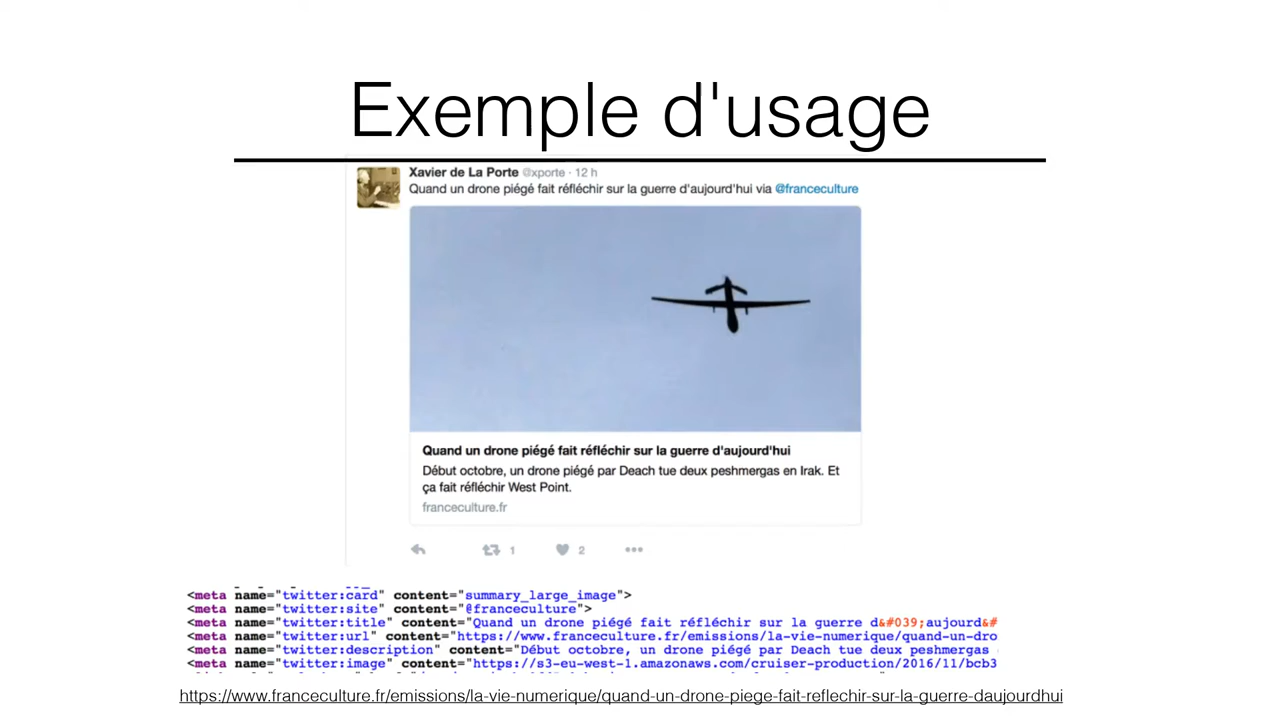 Exemple d'usage
Xavier de La Porte @xporte · 12 h
Quand un drone piégé fait réfléchir sur la guerre d'aujourd'hui via @franceculture
Quand un drone piégé fait réfléchir sur la guerre d'aujourd'hui
Début octobre, un drone piégé par Deach tue deux peshmergas en Irak. Et
ça fait réfléchir West Point.
franceculture.fr
1 2
<meta name="twitter:card" content="summary_large_image">
<meta name="twitter:site" content="@franceculture">
<meta name="twitter:title" content="Quand un drone piégé fait réfléchir sur la guerre d&#039;aujourd&#
<meta name="twitter:url" content="https://www.franceculture.fr/emissions/la-vie-numerique/quand-un-dro
<meta name="twitter:description" content="Début octobre, un drone piégé par Deach tue deux peshmergas
<meta name="twitter:image" content="https://s3-eu-west-1.amazonaws.com/cruiser-production/2016/11/bcb3
https://www.franceculture.fr/emissions/la-vie-numerique/quand-un-drone-piege-fait-reflechir-sur-la-guerre-daujourdhui